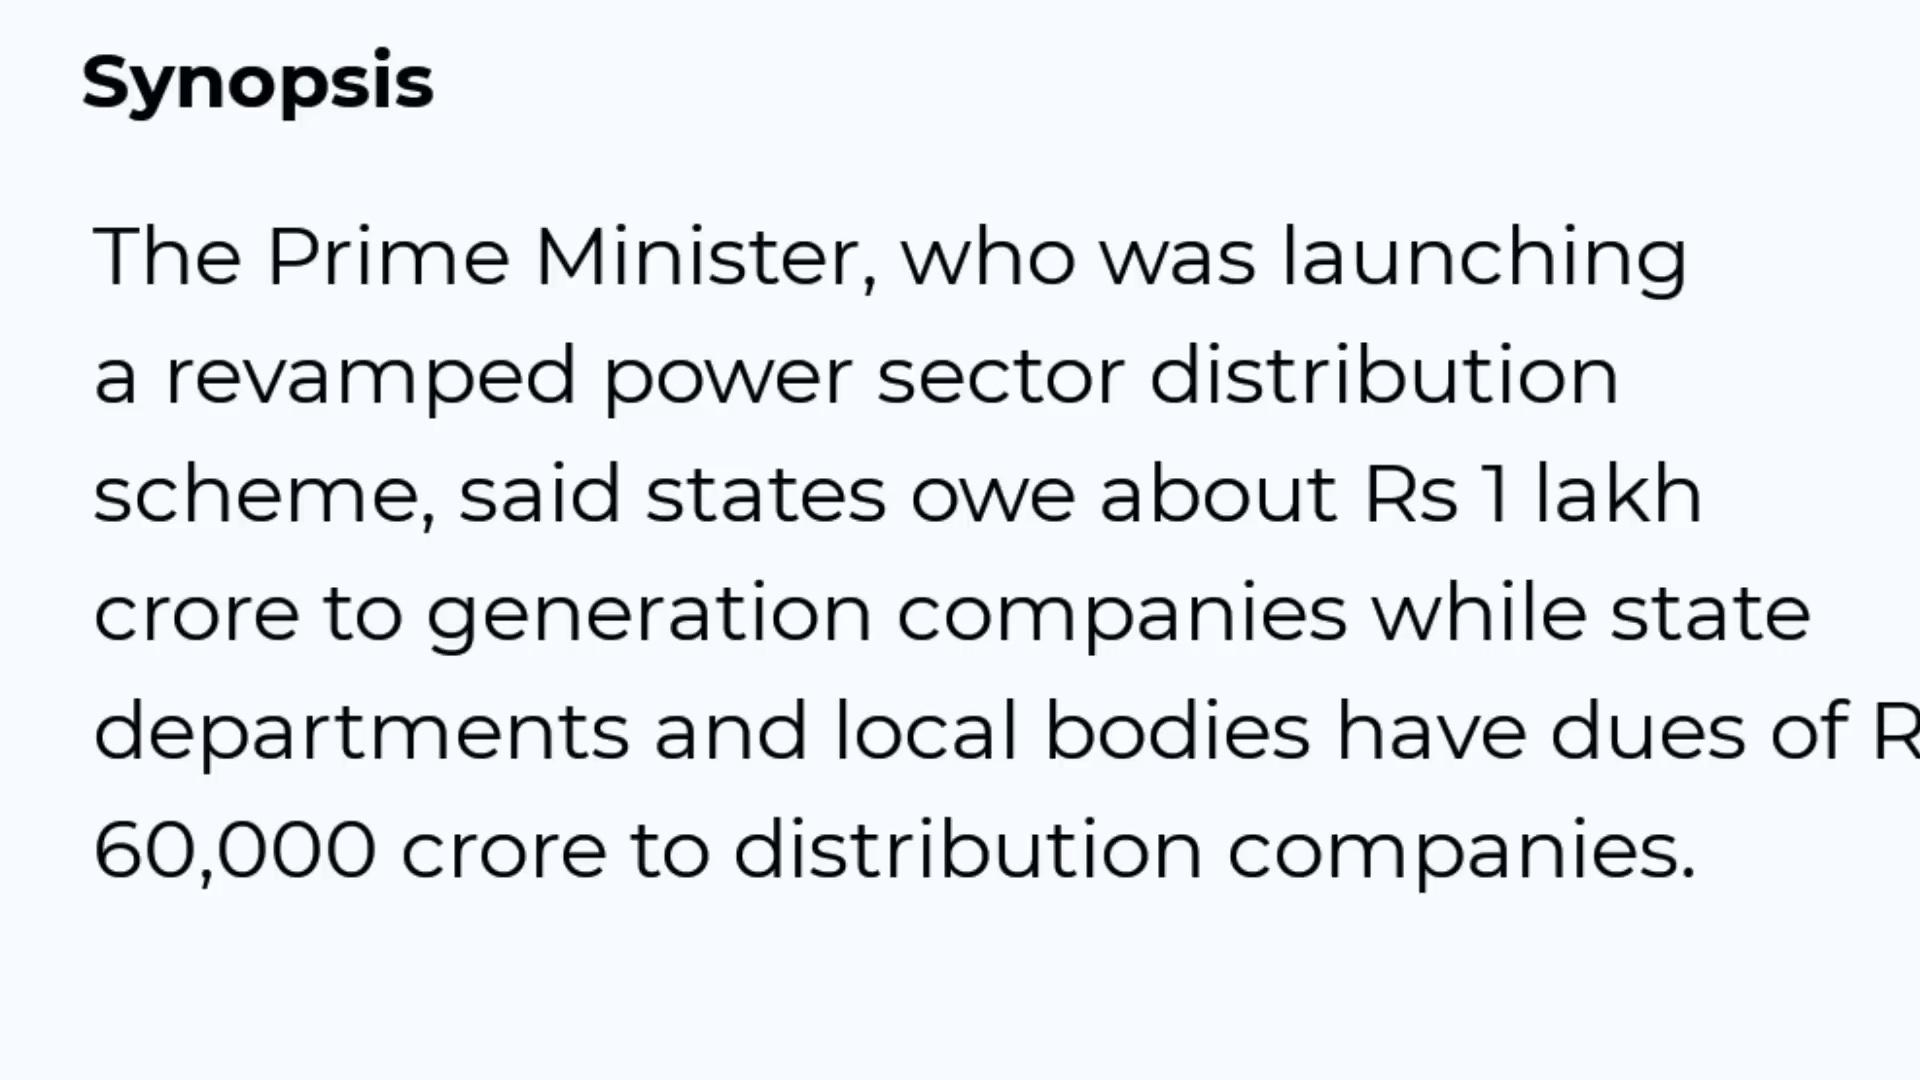 Synopsis
The Prime Minister, who was launching
a revamped power sector distribution
scheme, said states owe about Rs 1 lakh
crore to generation companies while state
departments and local bodies have dues of R
60,000 crore to distribution companies.